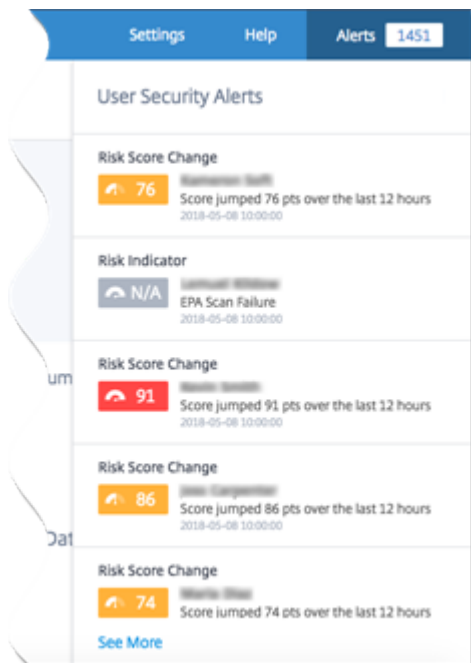 Settings Help Alerts 1451
User Security Alerts
Risk Score Change
76
Score jumped 76 pts over the last 12 hours
2018-05-08 10:00:00
Risk Indicator
N/A
EPA Scan Failure
2018-05-08 10:00:00
um
Risk Score Change
91
Score jumped 91 pts over the last 12 hours
2018-05-08 10:00:00
Risk Score Change
86
Score jumped 86 pts over the last 12 hours
2018-05-08 10:00:00
Dat
Risk Score Change
74
Score jumped 74 pts over the last 12 hours
See More